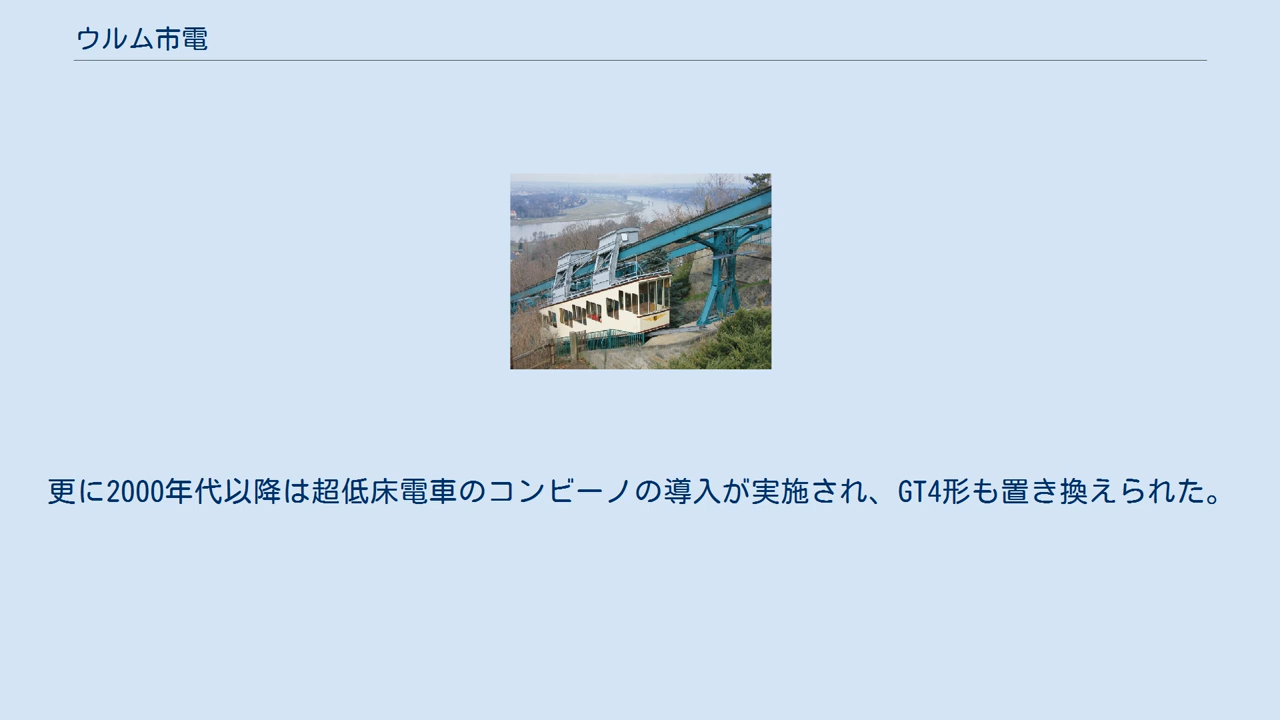 ウルム市電
更に2000年代以降は超低床電車のコンビーノの導入が実施され、GT4形も置き換えられた。